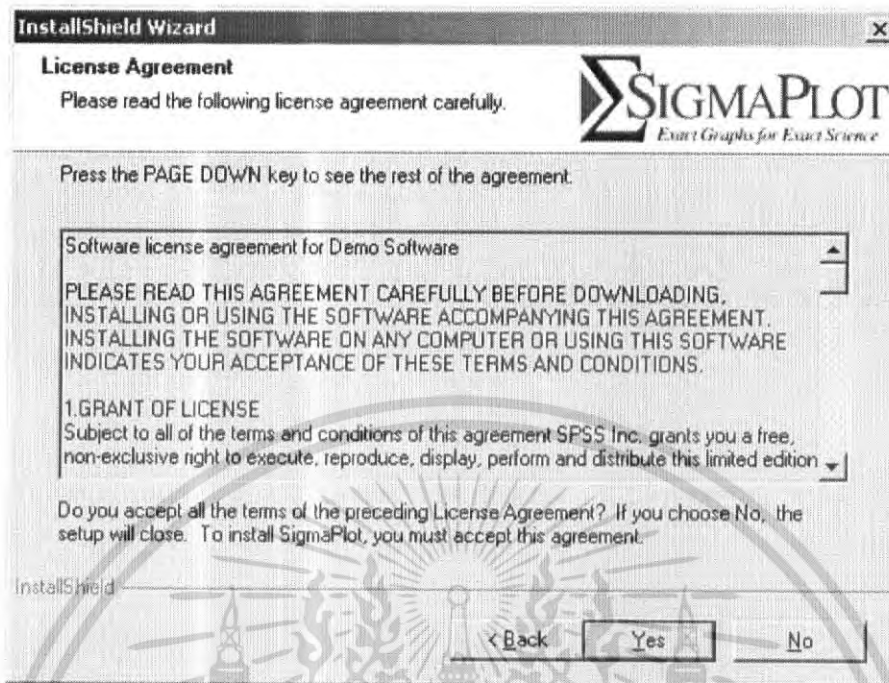 InstallShield Wizard
License Agreement
Please read the following license agreement carefully.
SIGMAPLOT
Exact Graphs for Exact Science
Press the PAGE DOWN key to see the rest of the agreement.
Software license agreement for Demo Software
PLEASE READ THIS AGREEMENT CAREFULLY BEFORE DOWNLOADING,
INSTALLING OR USING THE SOFTWARE ACCOMPANYING THIS AGREEMENT.
INSTALLING THE SOFTWARE ON ANY COMPUTER OR USING THIS SOFTWARE
INDICATES YOUR ACCEPTANCE OF THESE TERMS AND CONDITIONS.
1.GRANT OF LICENSE
Subject to all of the terms and conditions of this agreement SPSS Inc. grants you a free,
non-exclusive right to execute, reproduce, display, perform and distribute this limited edition
Do you accept all the terms of the preceding License Agreement? If you choose No, the
setup will close. To install SigmaPlot, you must accept this agreement.
InstallShield
< Back Yes No